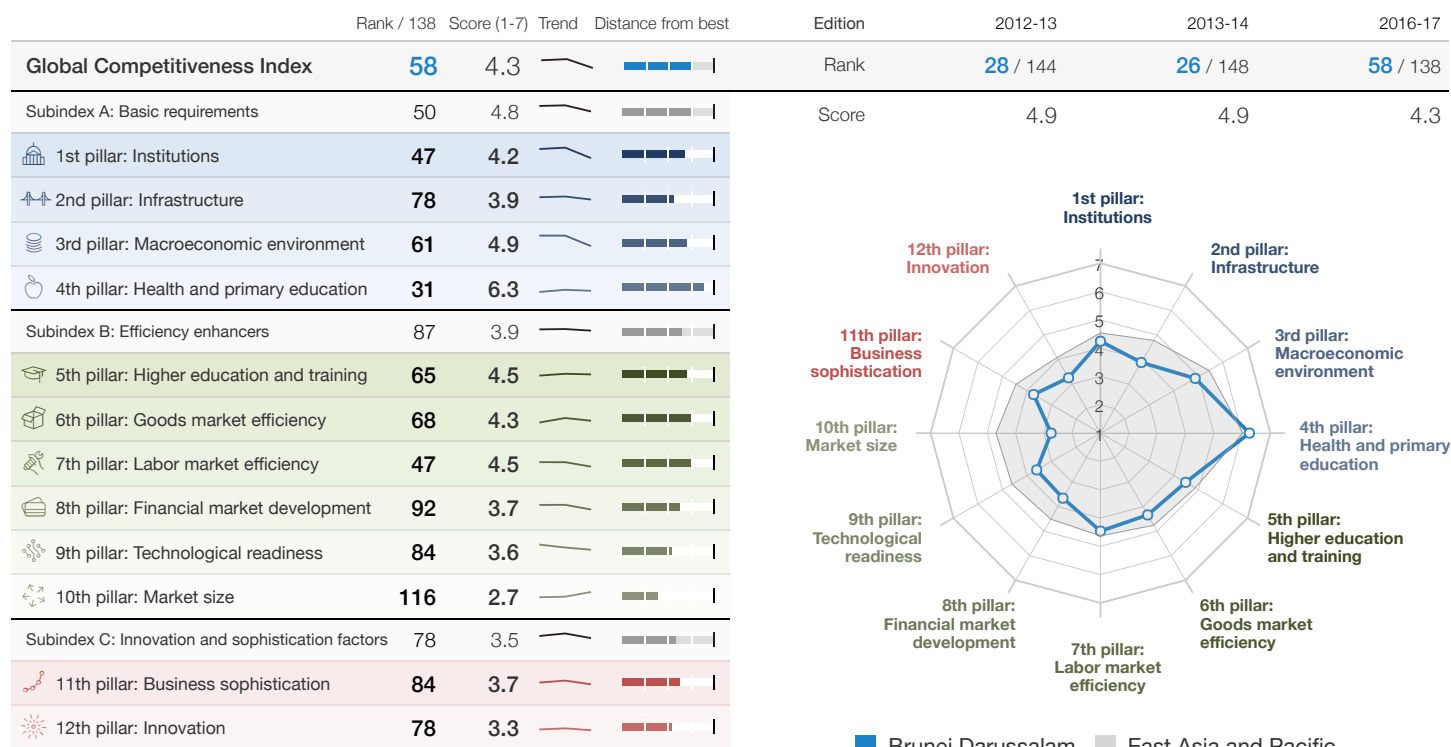 Rank / 138 Score (1-7) Trend Distance from best
Global Competitiveness Index 58 4.3
Subindex A: Basic requirements 50 4.8
1st pillar: Institutions 47 4.2
2nd pillar: Infrastructure 78 3.9
3rd pillar: Macroeconomic environment 61 4.9
4th pillar: Health and primary education 31 6.3
Subindex B: Efficiency enhancers 87 3.9
5th pillar: Higher education and training 65 4.5
6th pillar: Goods market efficiency 68 4.3
7th pillar: Labor market efficiency 47 4.5
8th pillar: Financial market development 92 3.7
9th pillar: Technological readiness 84 3.6
10th pillar: Market size 116 2.7
Subindex C: Innovation and sophistication factors 78 3.5
11th pillar: Business sophistication 84 3.7
12th pillar: Innovation 78 3.3
Edition 2012-13 2013-14 2016-17
Rank 28 / 144 26 / 148 58 / 138
Score 4.9 4.9 4.3
1st pillar:
Institutions
2nd pillar:
Infrastructure
3rd pillar:
Macroeconomic
environment
4th pillar:
Health and primary
education
5th pillar:
Higher education
and training
6th pillar:
Goods market
efficiency
7th pillar:
Labor market
efficiency
8th pillar:
Financial market
development
9th pillar:
Technological
readiness
10th pillar:
Market size
11th pillar:
Business
sophistication
12th pillar:
Innovation
7
6
5
4
3
2
1
Brunei Darussalam East Asia and Pacific